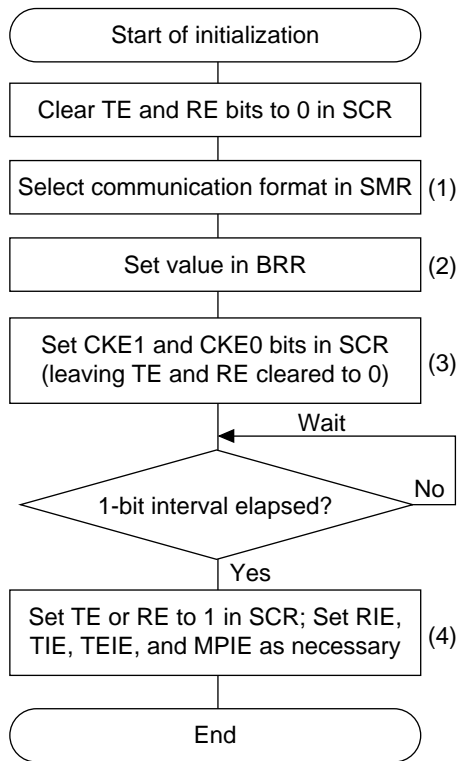 Start of initialization
Clear TE and RE bits to 0 in SCR
Select communication format in SMR (1)
Set value in BRR (2)
Set CKE1 and CKE0 bits in SCR
(leaving TE and RE cleared to 0) (3)
Wait
1-bit interval elapsed? No
Yes
Set TE or RE to 1 in SCR; Set RIE,
TIE, TEIE, and MPIE as necessary (4)
End